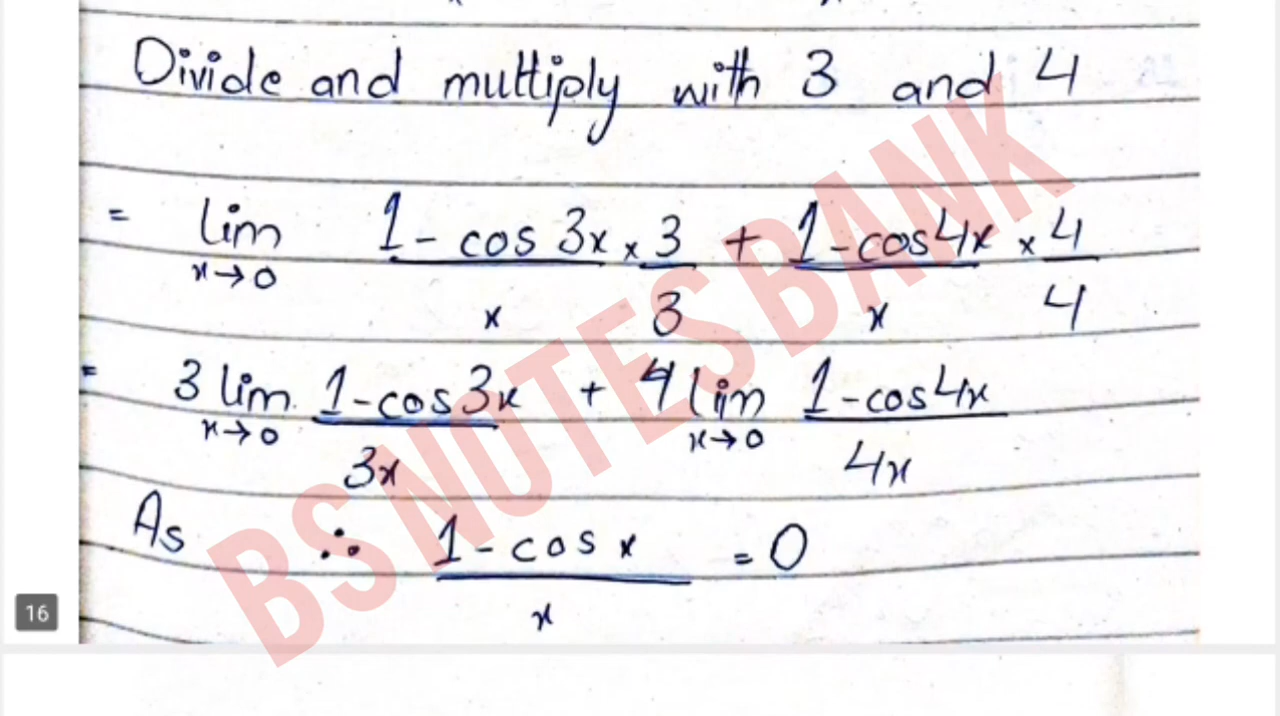 Divide and multiply with 3 and 4
= lim 1 - cos 3x × 3 + 1 - cos4x × 4
x→0 x 3 x 4
= 3 lim 1 - cos3x + 4 lim 1 - cos4x
x→0 3x x→0 4x
As ∴ 1 - cos x = 0
x
16
BS NOTES BANK